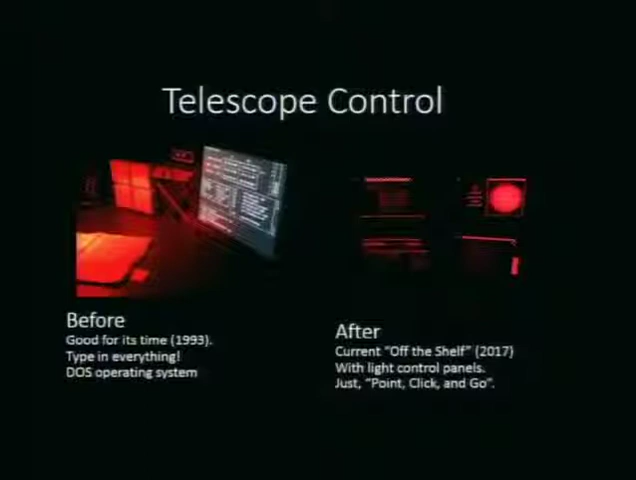 Telescope Control
Before
Good for its time (1993).
Type in everything!
DOS operating system
After
Current “Off the Shelf” (2017)
With light control panels.
Just, “Point, Click, and Go”.